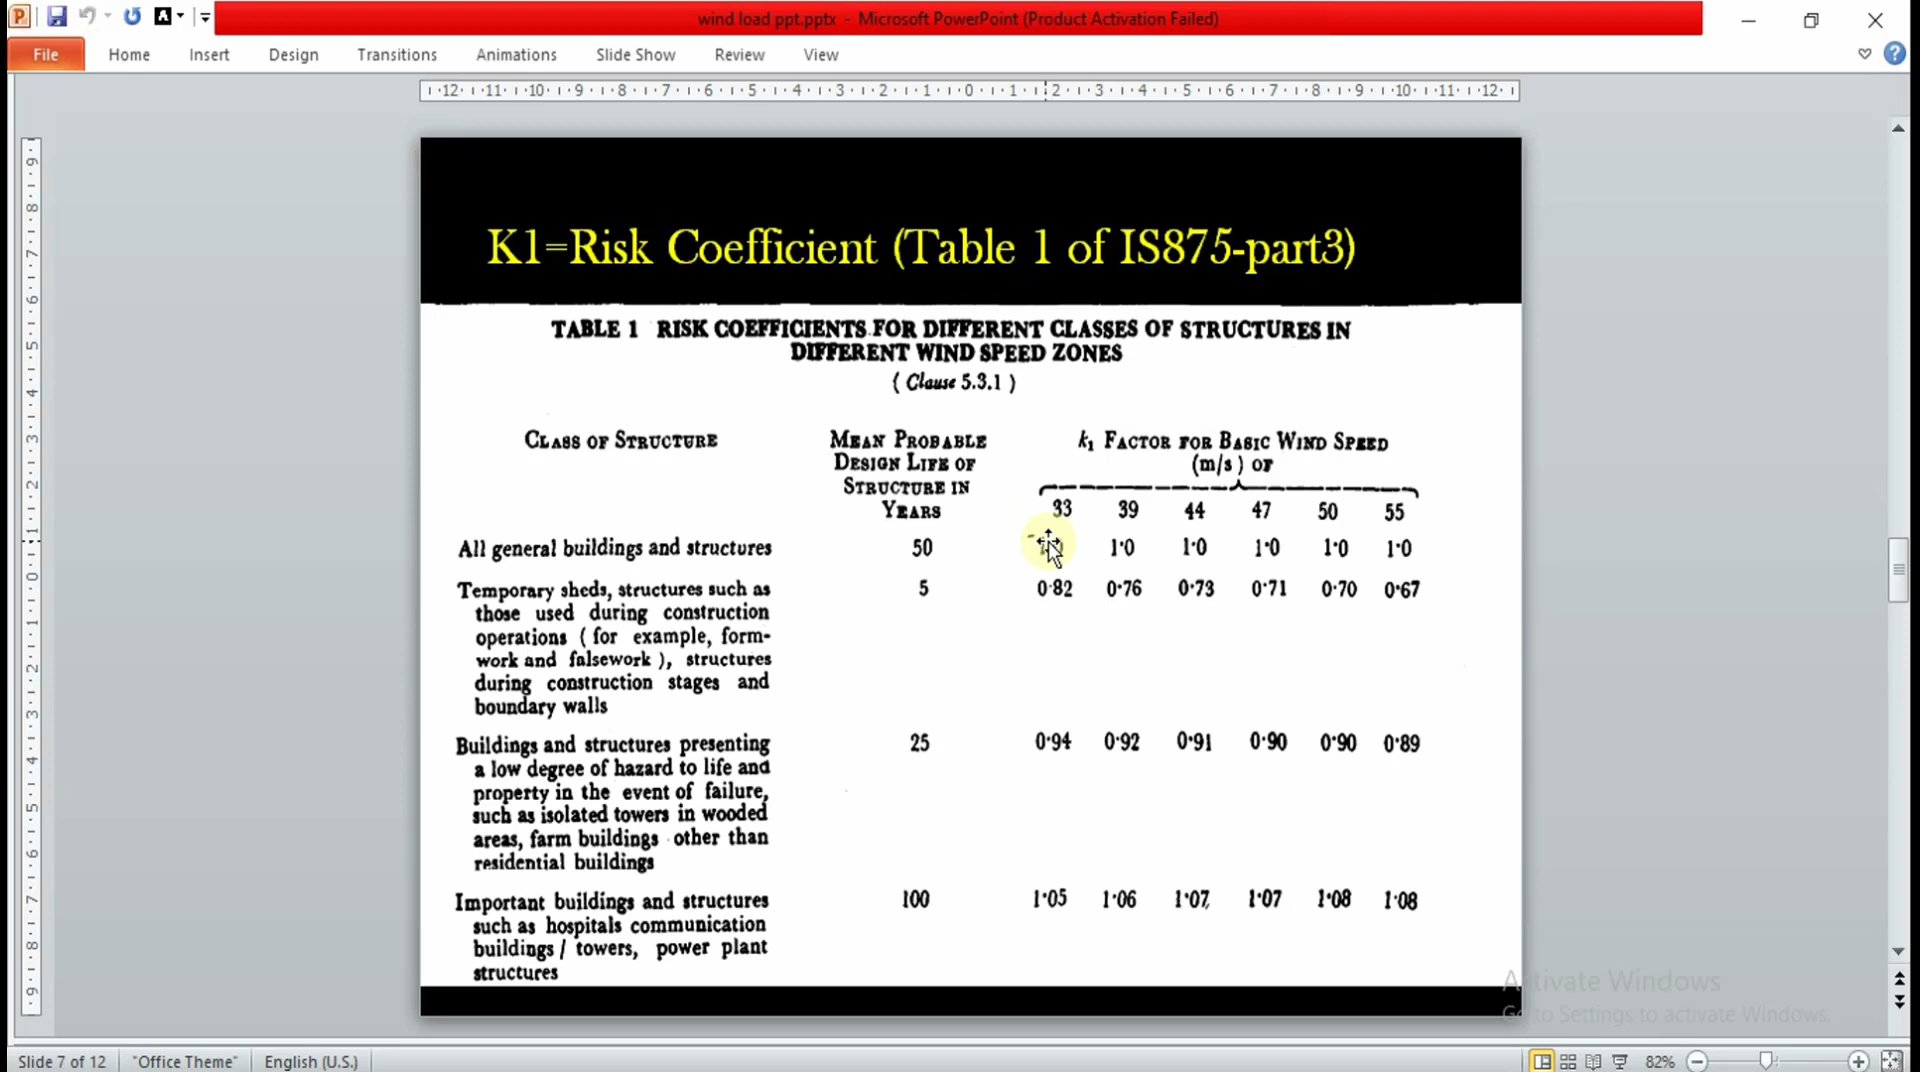 wind load ppt.pptx - Microsoft PowerPoint (Product Activation Failed)
File Home Insert Design Transitions Animations Slide Show Review View
K1=Risk Coefficient (Table 1 of IS875-part3)
TABLE 1 RISK COEFFICIENTS FOR DIFFERENT CLASSES OF STRUCTURES IN
DIFFERENT WIND SPEED ZONES
( Clause 5.3.1 )
CLASS OF STRUCTURE
MEAN PROBABLE
DESIGN LIFE OF
STRUCTURE IN
YEARS
k1 FACTOR FOR BASIC WIND SPEED
(m/s) OF
33 39 44 47 50 55
All general buildings and structures 50 1·0 1·0 1·0 1·0 1·0
Temporary sheds, structures such as 5 0·82 0·76 0·73 0·71 0·70 0·67
those used during construction
operations ( for example, form-
work and falsework ), structures
during construction stages and
boundary walls
Buildings and structures presenting 25 0·94 0·92 0·91 0·90 0·90 0·89
a low degree of hazard to life and
property in the event of failure,
such as isolated towers in wooded
areas, farm buildings other than
residential buildings
Important buildings and structures 100 1·05 1·06 1·07 1·07 1·08 1·08
such as hospitals communication
buildings / towers, power plant
structures
Activate Windows
Go to Settings to activate Windows.
Slide 7 of 12 "Office Theme" English (U.S.) 82%